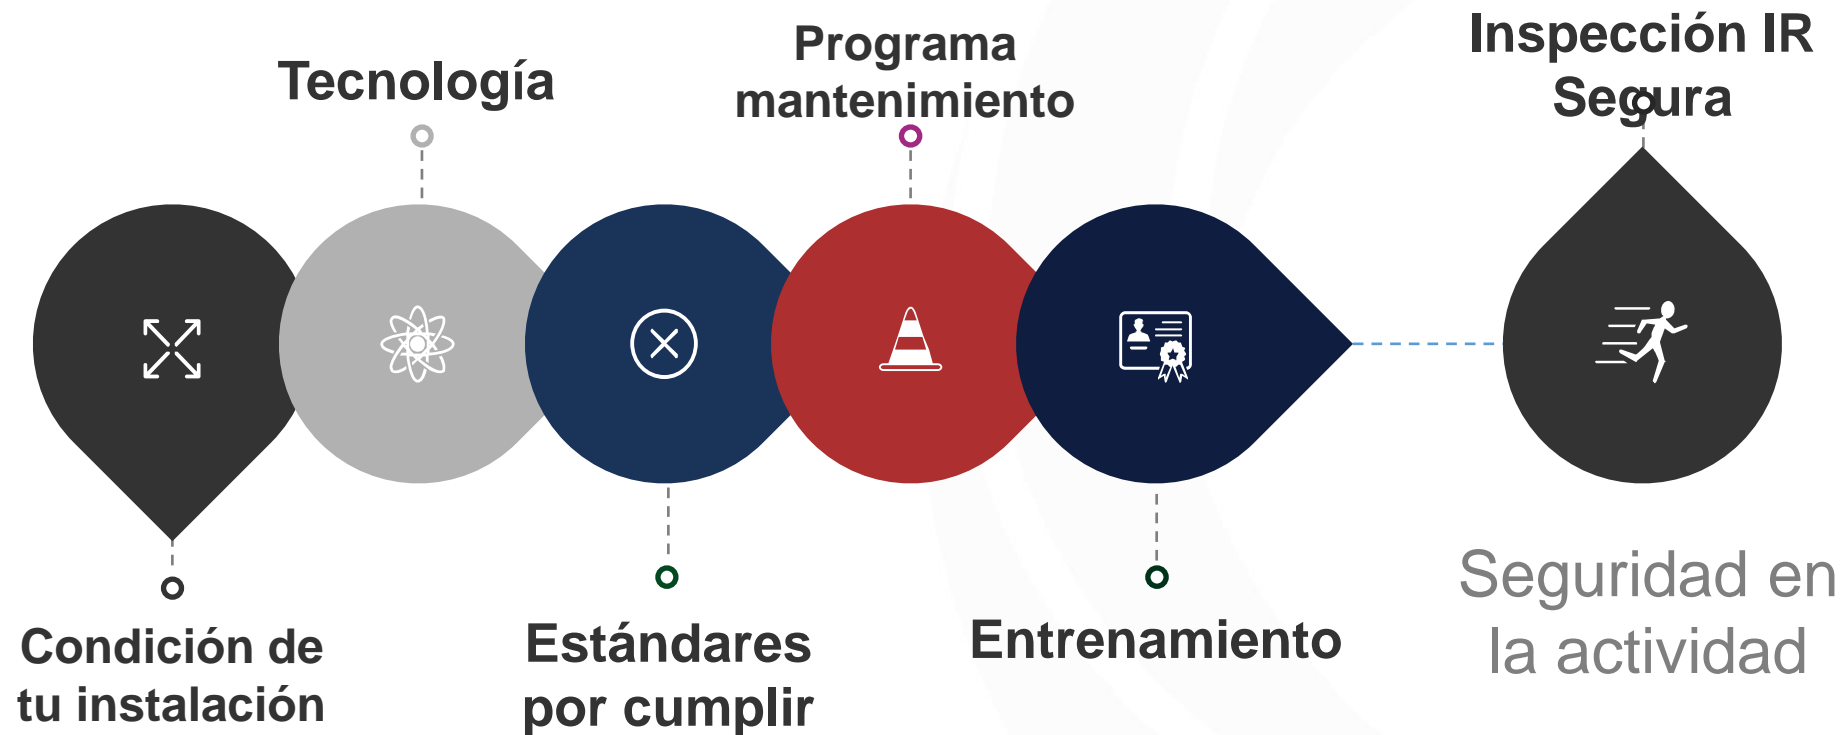 Condición de
tu instalación
Tecnología
Estándares
por cumplir
Programa
mantenimiento
Entrenamiento
Inspección IR
Segura
Seguridad en
la actividad